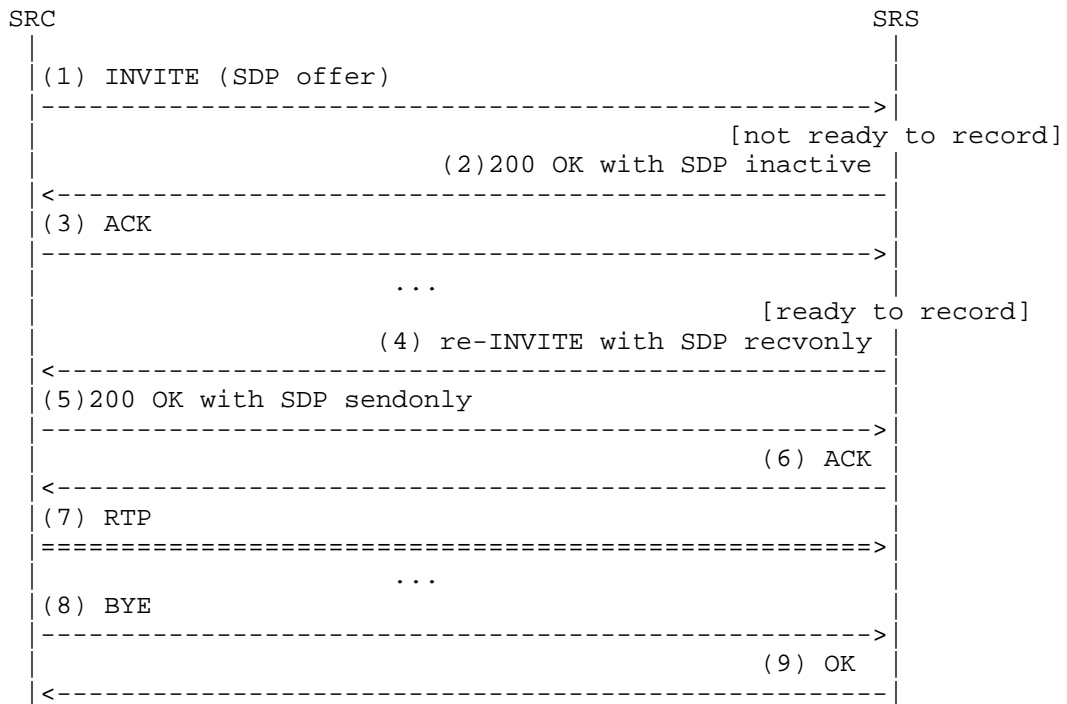 SRC SRS
(1) INVITE (SDP offer)
[not ready to record]
(2)200 OK with SDP inactive
(3) ACK
...
[ready to record]
(4) re-INVITE with SDP recvonly
(5)200 OK with SDP sendonly
(6) ACK
(7) RTP
...
(8) BYE
(9) OK